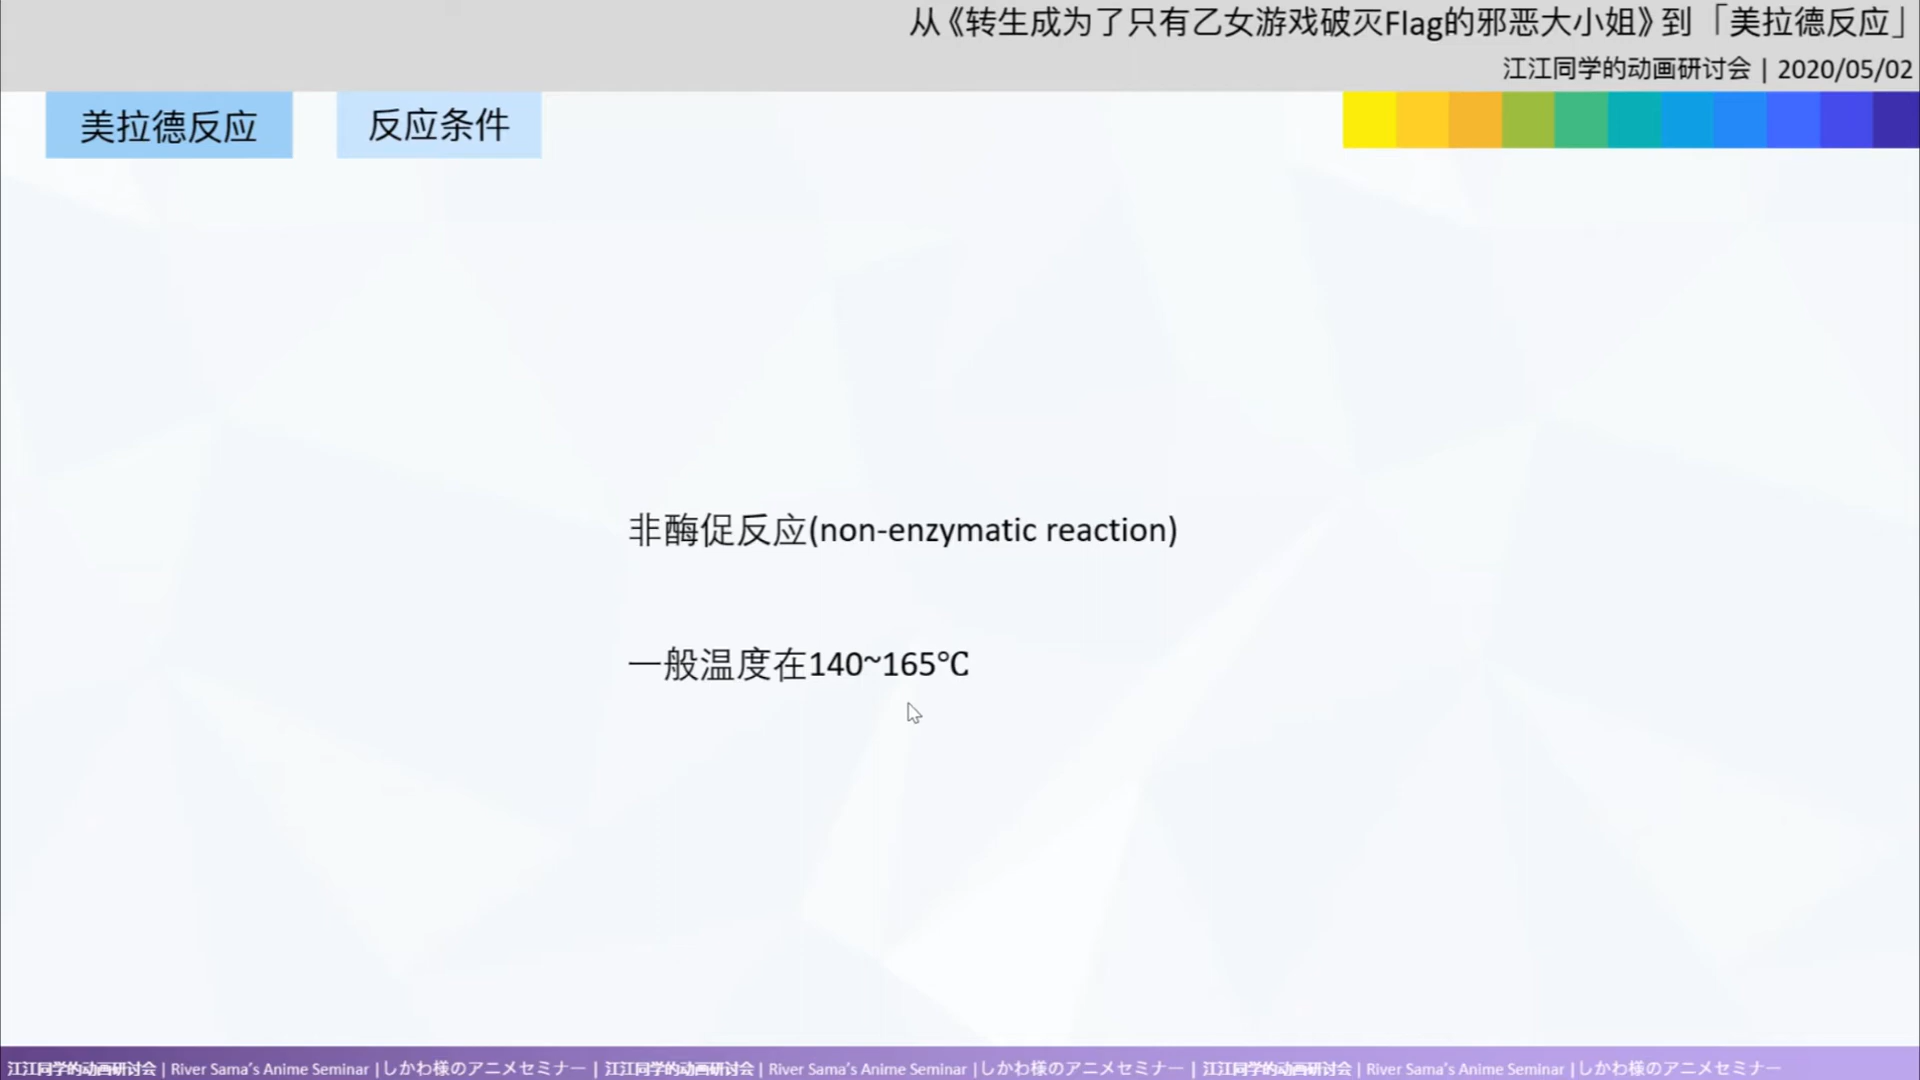 从《转生成为了只有乙女游戏破灭Flag的邪恶大小姐》到「美拉德反应」
江江同学的动画研讨会 | 2020/05/02
美拉德反应
反应条件
非酶促反应(non-enzymatic reaction)
一般温度在140~165℃
江江同学的动画研讨会 | River Sama's Anime Seminar | しかわ様のアニメセミナー | 江江同学的动画研讨会 | River Sama's Anime Seminar | しかわ様のアニメセミナー | 江江同学的动画研讨会 | River Sama's Anime Seminar | しかわ様のアニメセミナー